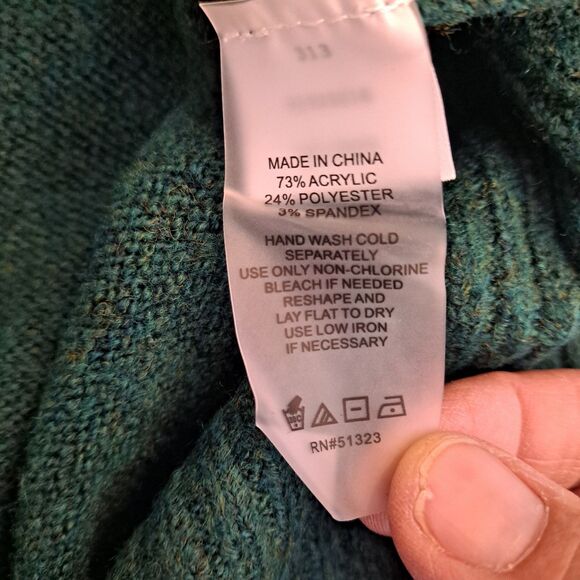 MADE IN CHINA
73% ACRYLIC
24% POLYESTER
3% SPANDEX
HAND WASH COLD
SEPARATELY
USE ONLY NON-CHLORINE
BLEACH IF NEEDED
RESHAPE AND
LAY FLAT TO DRY
USE LOW IRON
IF NECESSARY
RN#51323